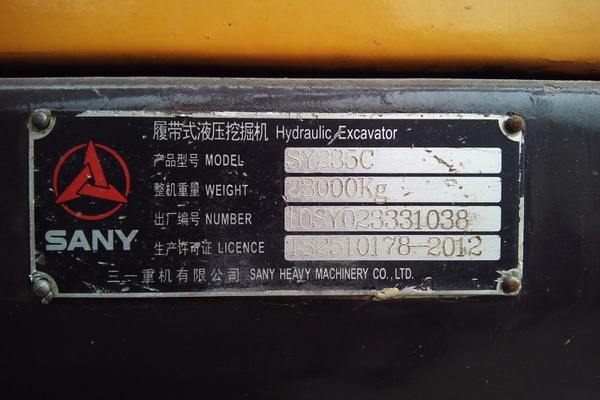 履带式液压挖掘机 Hydraulic Excavator
产品型号 MODEL SY235C
整机重量 WEIGHT 23000Kg
出厂编号 NUMBER 10SY023331038
生产许可证 LICENCE TS2510178-2012
SANY
三一重机有限公司 SANY HEAVY MACHINERY CO., LTD.